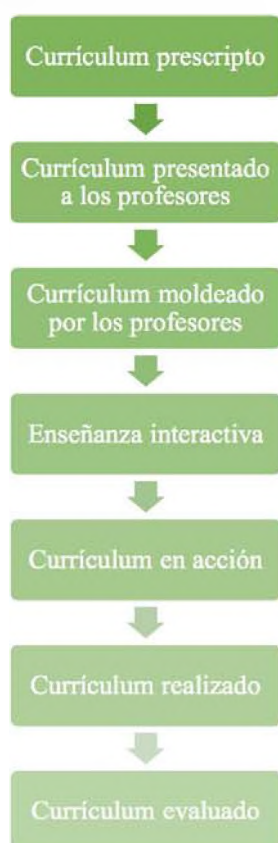 Currículum prescripto
Currículum presentado
a los profesores
Currículum moldeado
por los profesores
Enseñanza interactiva
Currículum en acción
Currículum realizado
Currículum evaluado